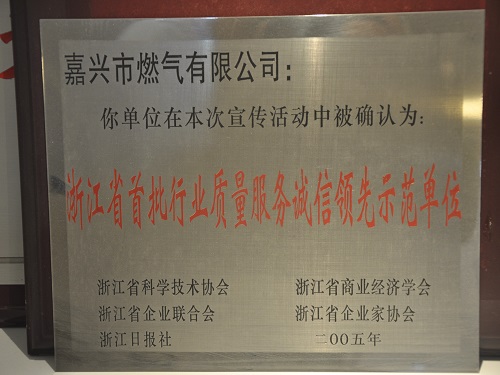 嘉兴市燃气有限公司：
你单位在本次宣传活动中被确认为：
浙江省首批行业质量服务诚信领先示范单位
浙江省科学技术协会 浙江省商业经济学会
浙江省企业联合会 浙江省企业家协会
浙江日报社 二00五年